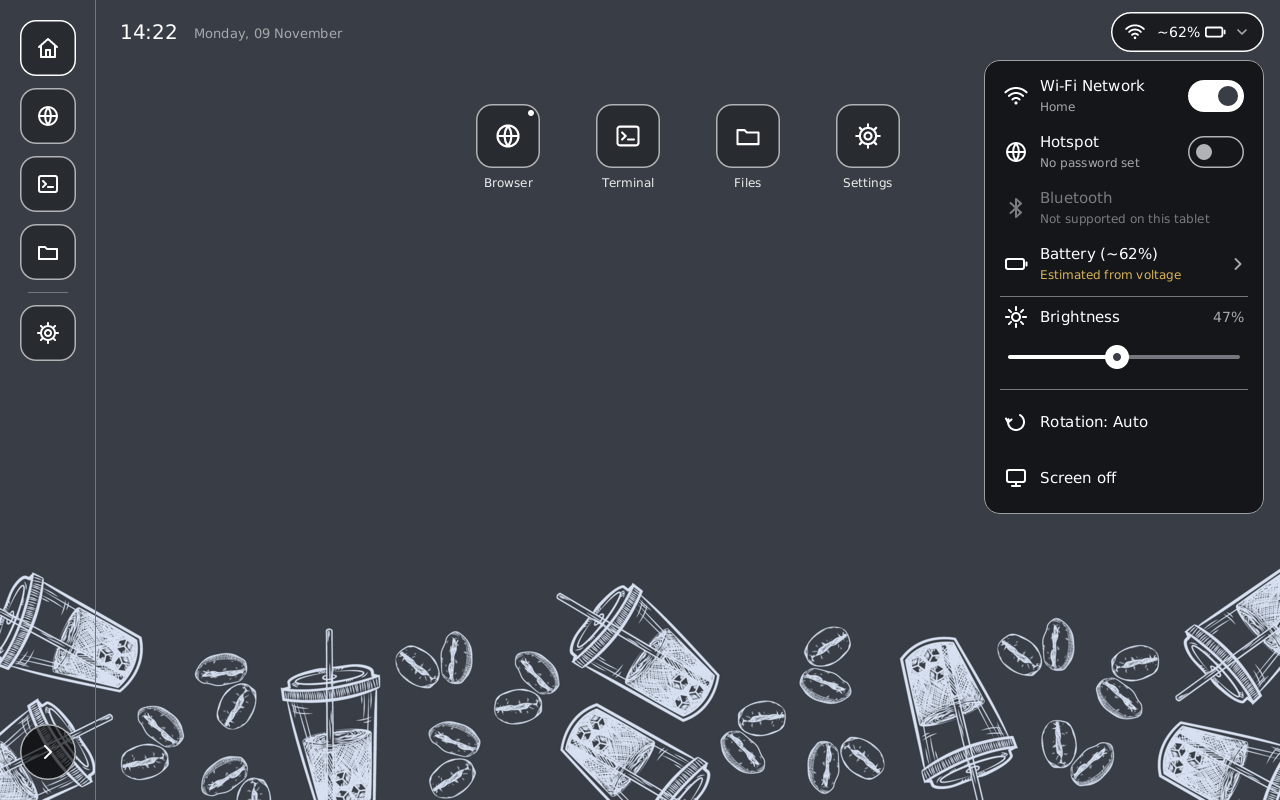 14:22 Monday, 09 November
~62%
Browser Terminal Files Settings
Wi-Fi Network
Home
Hotspot
No password set
Bluetooth
Not supported on this tablet
Battery (~62%)
Estimated from voltage
Brightness 47%
Rotation: Auto
Screen off